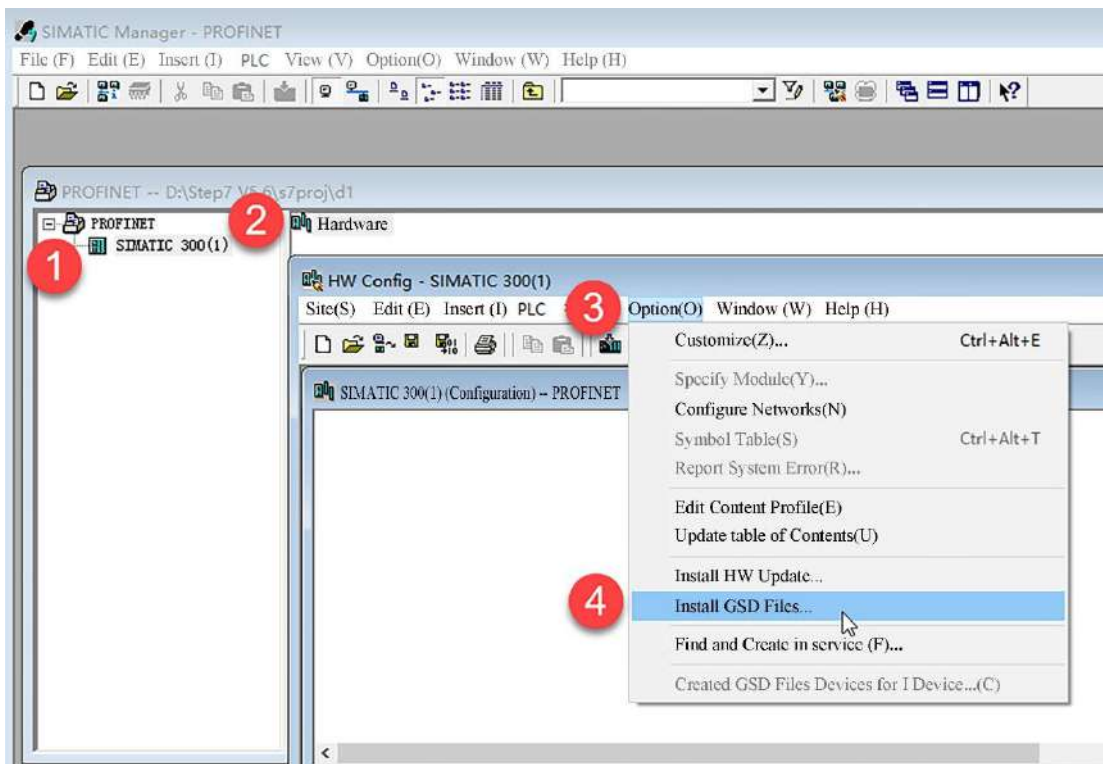 SIMATIC Manager - PROFINET
File (F) Edit (E) Insert (I) PLC View (V) Option(O) Window (W) Help (H)
PROFINET -- D:\Step7 V5.6\s7proj\d1
PROFINET
2
Hardware
SIMATIC 300(1)
1
HW Config - SIMATIC 300(1)
Site(S) Edit (E) Insert (I) PLC
3
Option(O) Window (W) Help (H)
Customize(Z)... Ctrl+Alt+E
SIMATIC 300(1) (Configuration) -- PROFINET
Specify Module(Y)...
Configure Networks(N)
Symbol Table(S) Ctrl+Alt+T
Report System Error(R)...
Edit Content Profile(E)
Update table of Contents(U)
Install HW Update...
4
Install GSD Files...
Find and Create in service (F)...
Created GSD Files Devices for I Device...(C)